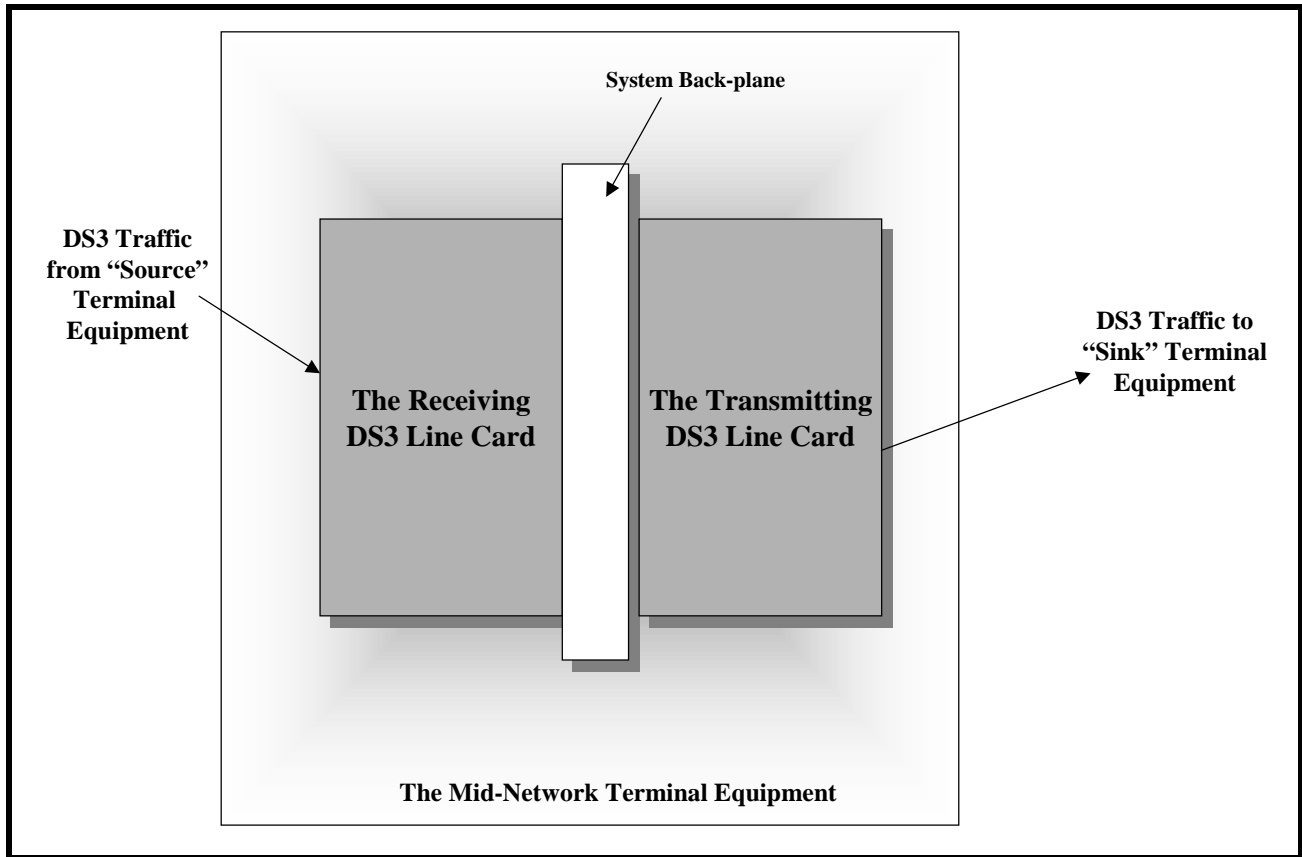 System Back-plane
DS3 Traffic
from “Source”
Terminal
Equipment
The Receiving
DS3 Line Card
The Transmitting
DS3 Line Card
DS3 Traffic to
“Sink” Terminal
Equipment
The Mid-Network Terminal Equipment